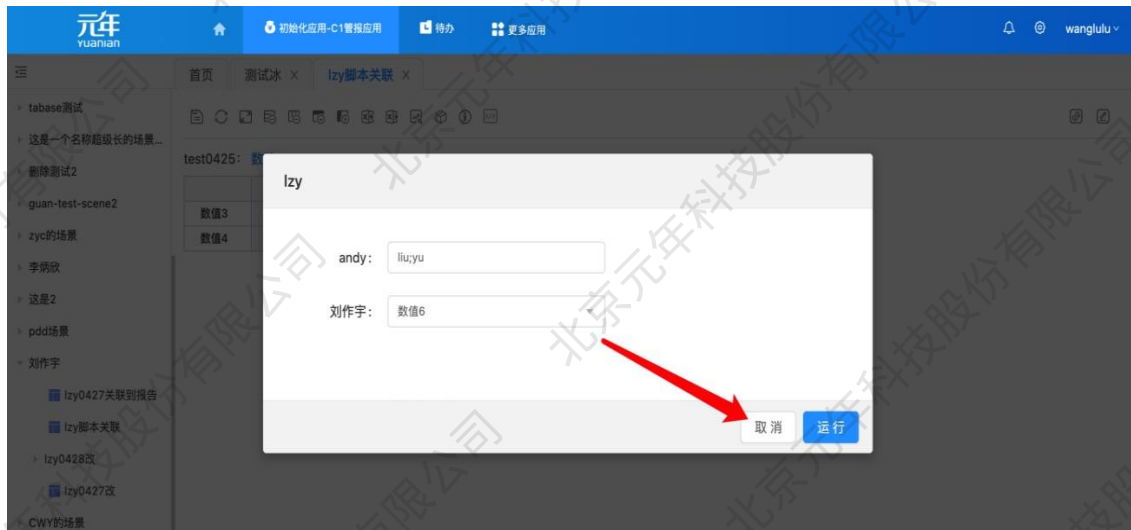 元年
yuanian
初始化应用-C1管报应用
待办
更多应用
wanglulu
首页
测试冰 ×
lzy脚本关联 ×
tabase测试
这是一个名称超级长的场景...
删除测试2
guan-test-scene2
zyc的场景
李炳欣
这是2
pdd场景
刘作宇
lzy0427关联到报告
lzy脚本关联
lzy0428改
lzy0427改
CWY的场景
test0425：
数值3
数值4
lzy
andy：
liu;yu
刘作宇：
数值6
取 消
运 行
北京元年科技股份有限公司